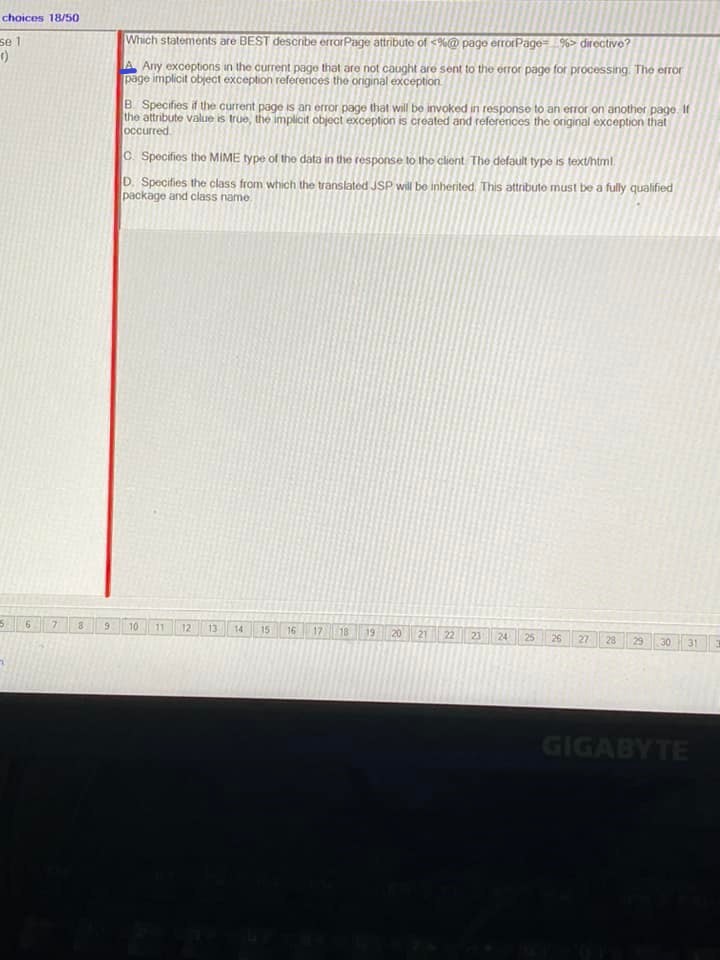 choices 18/50
se 1
r)
Which statements are BEST describe errorPage attribute of <%@ page errorPage=...%> directive?
A. Any exceptions in the current page that are not caught are sent to the error page for processing. The error
page implicit object exception references the original exception.
B. Specifies if the current page is an error page that will be invoked in response to an error on another page. If
the attribute value is true, the implicit object exception is created and references the original exception that
occurred.
C. Specifies the MIME type of the data in the response to the client. The default type is text/html.
D. Specifies the class from which the translated JSP will be inherited. This attribute must be a fully qualified
package and class name.
5 6 7 8 9 10 11 12 13 14 15 16 17 18 19 20 21 22 23 24 25 26 27 28 29 30 31 3
GIGABYTE